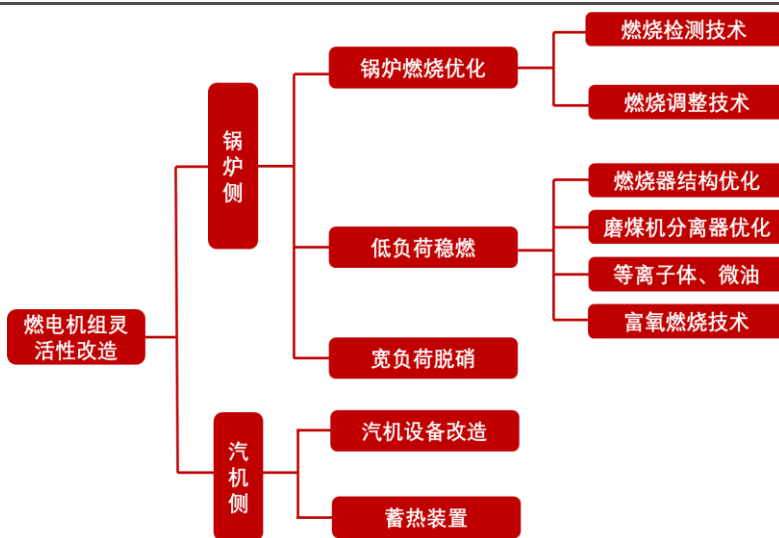 燃电机组灵
活性改造
锅炉侧
汽机侧
锅炉燃烧优化
低负荷稳燃
宽负荷脱硝
汽机设备改造
蓄热装置
燃烧检测技术
燃烧调整技术
燃烧器结构优化
磨煤机分离器优化
等离子体、微油
富氧燃烧技术